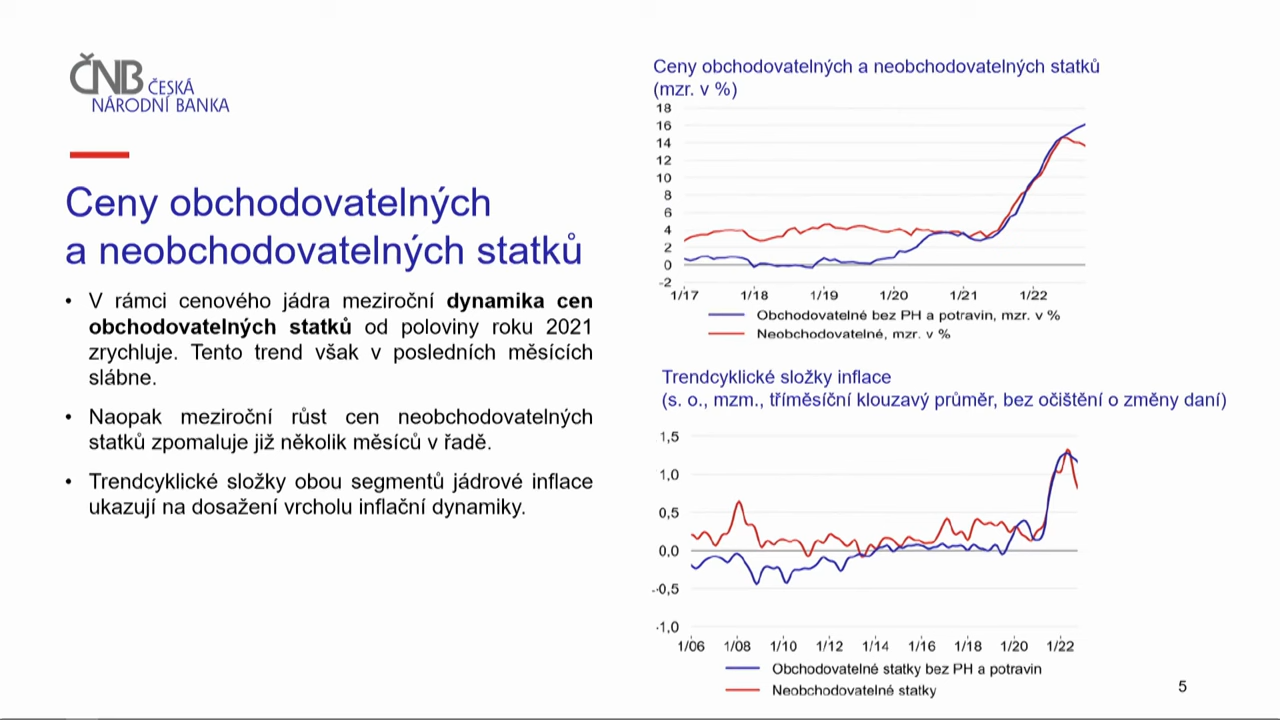 ČNB ČESKÁ
NÁRODNÍ BANKA
Ceny obchodovatelných
a neobchodovatelných statků
• V rámci cenového jádra meziroční dynamika cen
obchodovatelných statků od poloviny roku 2021
zrychluje. Tento trend však v posledních měsících
slábne.
• Naopak meziroční růst cen neobchodovatelných
statků zpomaluje již několik měsíců v řadě.
• Trendcyklické složky obou segmentů jádrové inflace
ukazují na dosažení vrcholu inflační dynamiky.
Ceny obchodovatelných a neobchodovatelných statků
(mzr. v %)
18
16
14
12
10
8
6
4
2
0
-2
1/17 1/18 1/19 1/20 1/21 1/22
Obchodovatelné bez PH a potravin, mzr. v %
Neobchodovatelné, mzr. v %
Trendcyklické složky inflace
(s. o., mzm., tříměsíční klouzavý průměr, bez očištění o změny daní)
1,5
1,0
0,5
0,0
-0,5
-1,0
1/06 1/08 1/10 1/12 1/14 1/16 1/18 1/20 1/22
Obchodovatelné statky bez PH a potravin
Neobchodovatelné statky
5